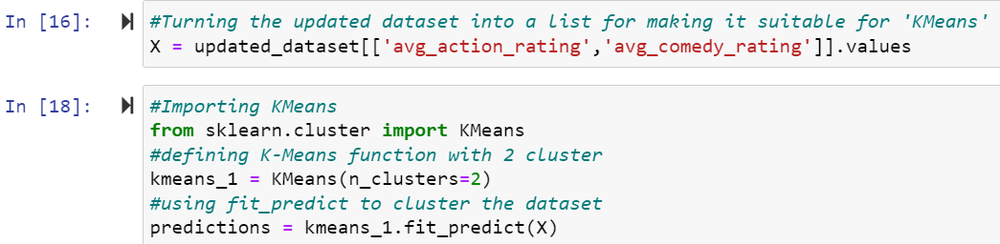 In [16]: #Turning the updated dataset into a list for making it suitable for 'KMeans'
X = updated_dataset[['avg_action_rating','avg_comedy_rating']].values
In [18]: #Importing KMeans
from sklearn.cluster import KMeans
#defining K-Means function with 2 cluster
kmeans_1 = KMeans(n_clusters=2)
#using fit_predict to cluster the dataset
predictions = kmeans_1.fit_predict(X)